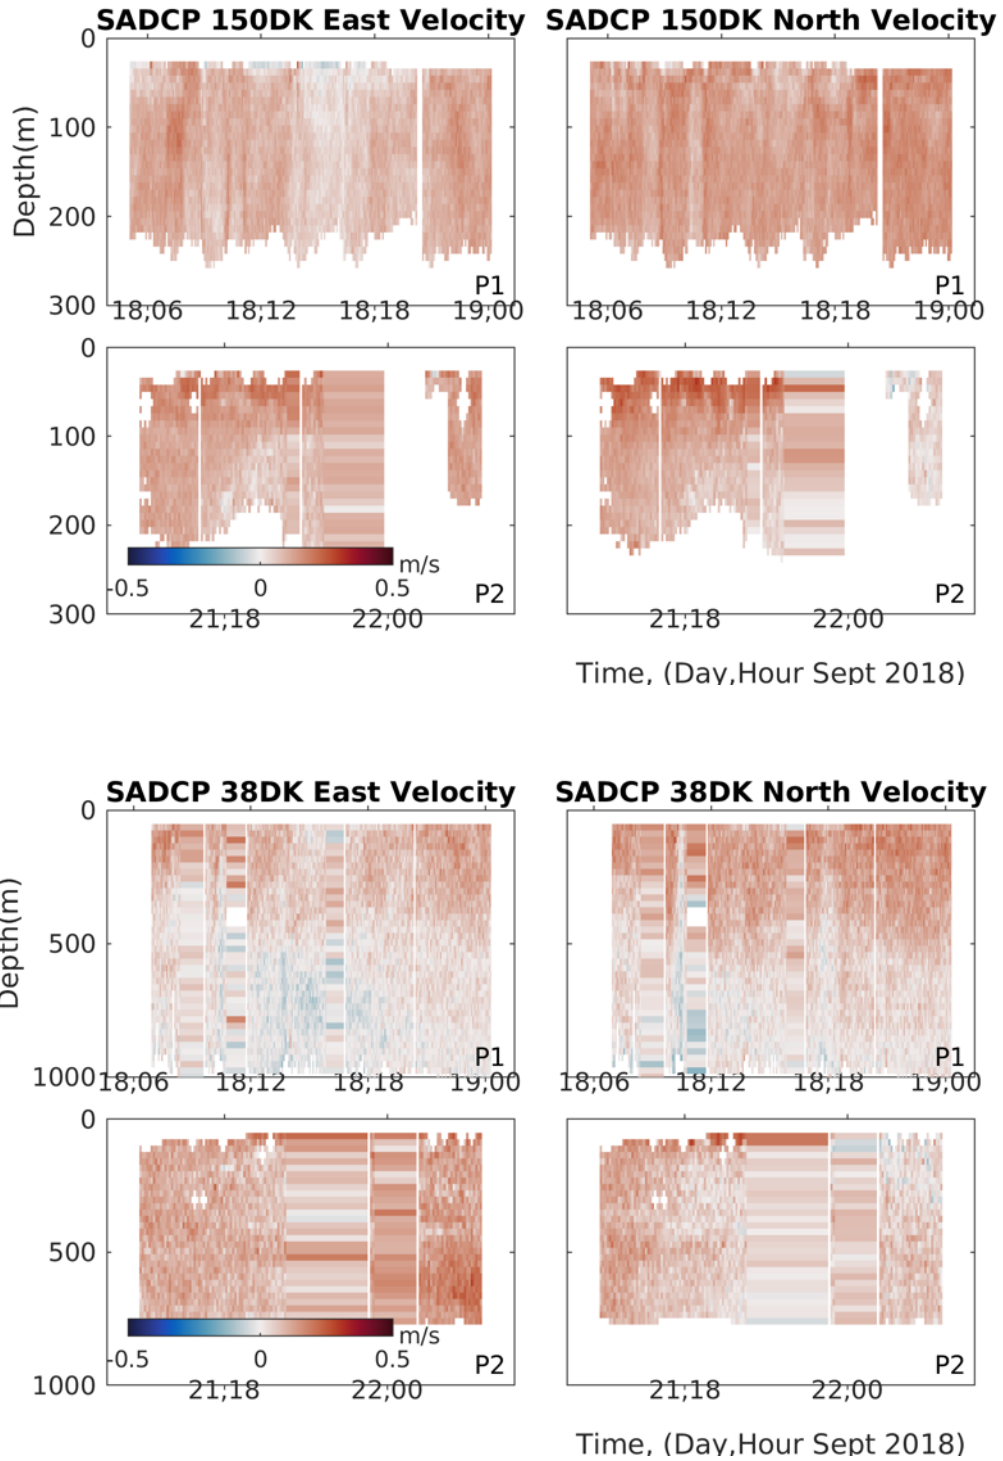 SADCP 150DK East Velocity SADCP 150DK North Velocity
0
100
200
300
Depth(m)
P1 P1
18;06 18;12 18;18 19;00 18;06 18;12 18;18 19;00
0
100
200
300
-0.5 0 0.5 m/s
P2 P2
21;18 22;00 21;18 22;00
Time, (Day,Hour Sept 2018)
SADCP 38DK East Velocity SADCP 38DK North Velocity
0
500
1000
Depth(m)
P1 P1
18;06 18;12 18;18 19;00 18;06 18;12 18;18 19;00
0
500
1000
-0.5 0 0.5 m/s
P2 P2
21;18 22;00 21;18 22;00
Time, (Day,Hour Sept 2018)